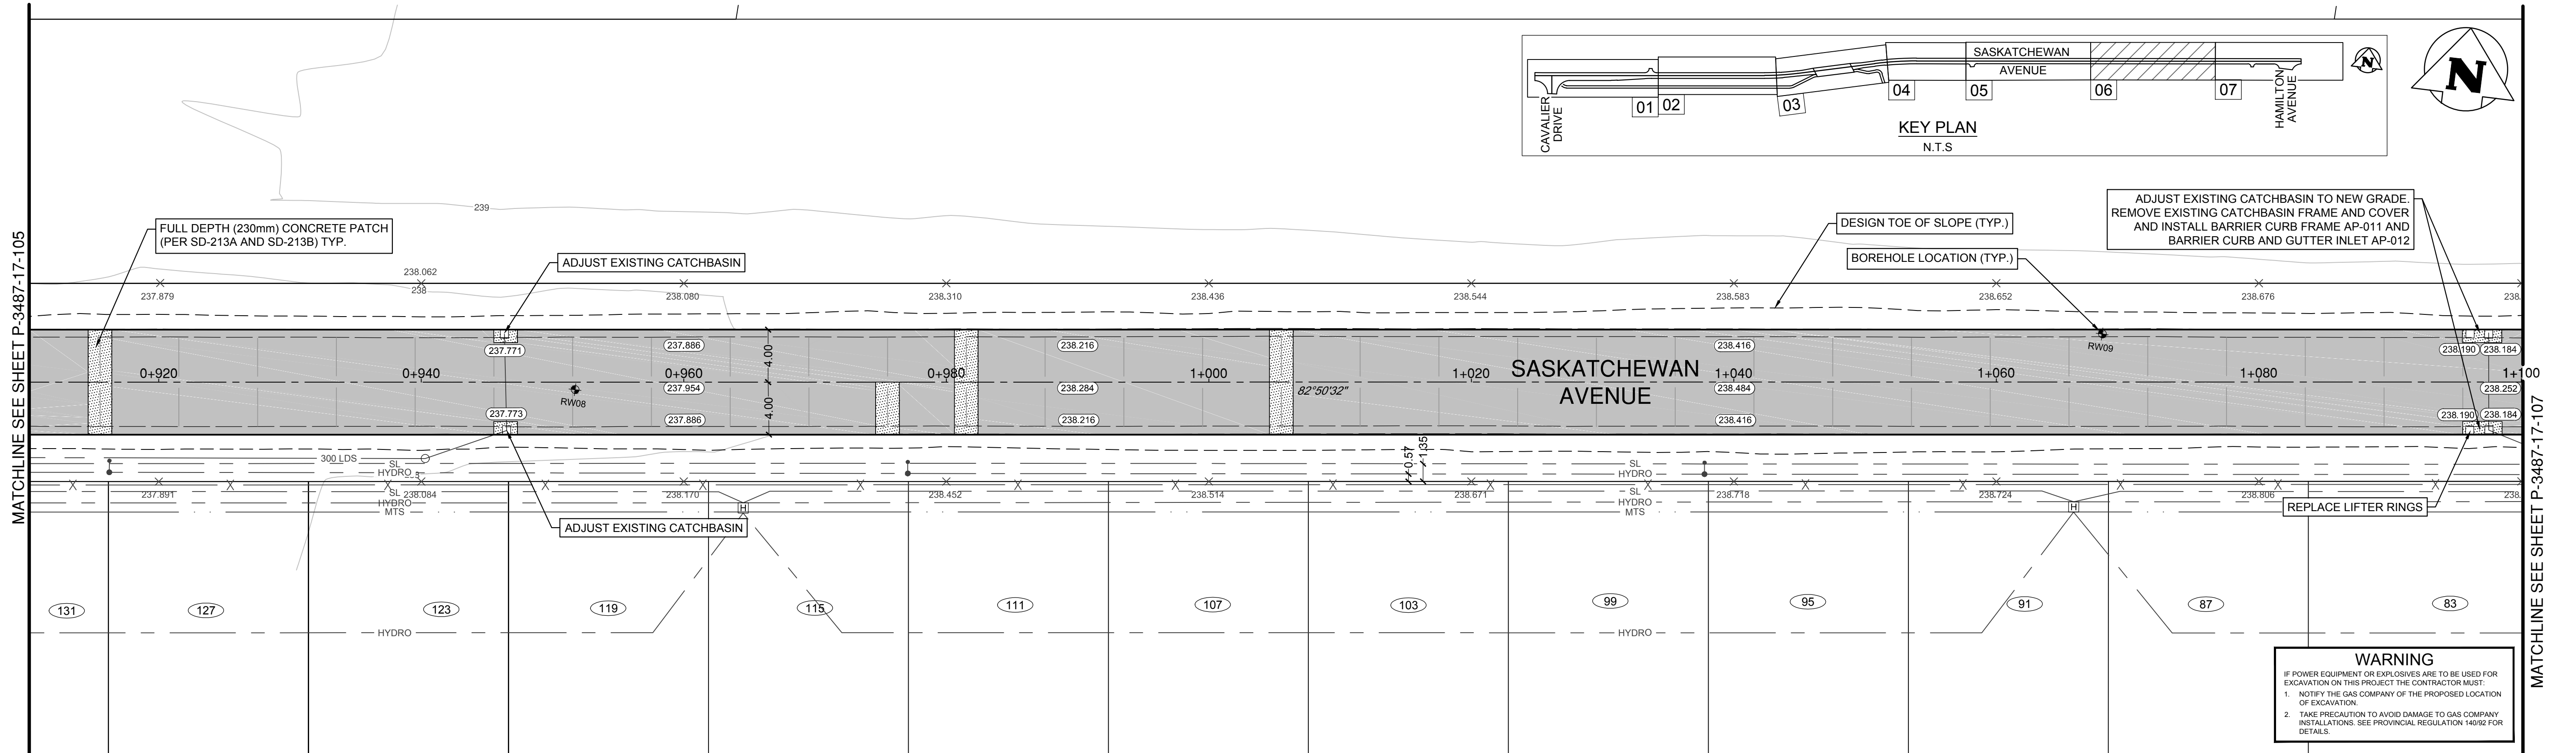 MATCHLINE SEE SHEET P-3487-17-105
SASKATCHEWAN
AVENUE
CAVALIER
DRIVE
01
02
03
04
05
06
07
HAMILTON
AVENUE
KEY PLAN
N.T.S
N
N
239
FULL DEPTH (230mm) CONCRETE PATCH
(PER SD-213A AND SD-213B) TYP.
ADJUST EXISTING CATCHBASIN
DESIGN TOE OF SLOPE (TYP.)
BOREHOLE LOCATION (TYP.)
ADJUST EXISTING CATCHBASIN TO NEW GRADE.
REMOVE EXISTING CATCHBASIN FRAME AND COVER
AND INSTALL BARRIER CURB FRAME AP-011 AND
BARRIER CURB AND GUTTER INLET AP-012
238.062
238
237.879
238.080
238.310
238.436
238.544
238.583
238.652
238.676
238.
237.771
237.886
4.00
238.216
238.416
RW09
238.190
238.184
0+920
0+940
0+960
0+980
1+000
1+020
SASKATCHEWAN
AVENUE
1+040
1+060
1+080
1+100
RW08
237.954
238.284
82°50'32"
238.484
238.252
237.773
237.886
4.00
238.216
238.416
238.190
238.184
0.57
1.35
300 LDS
SL
HYDRO
SL
HYDRO
237.891
238.084
238.170
238.452
238.514
238.671
238.718
238.724
238.806
238.
SL
HYDRO
MTS
SL
HYDRO
MTS
H
H
ADJUST EXISTING CATCHBASIN
REPLACE LIFTER RINGS
131
127
123
119
115
111
107
103
99
95
91
87
83
HYDRO
HYDRO
WARNING
IF POWER EQUIPMENT OR EXPLOSIVES ARE TO BE USED FOR
EXCAVATION ON THIS PROJECT THE CONTRACTOR MUST:
1. NOTIFY THE GAS COMPANY OF THE PROPOSED LOCATION
OF EXCAVATION.
2. TAKE PRECAUTION TO AVOID DAMAGE TO GAS COMPANY
INSTALLATIONS. SEE PROVINCIAL REGULATION 140/92 FOR
DETAILS.
MATCHLINE SEE SHEET P-3487-17-107